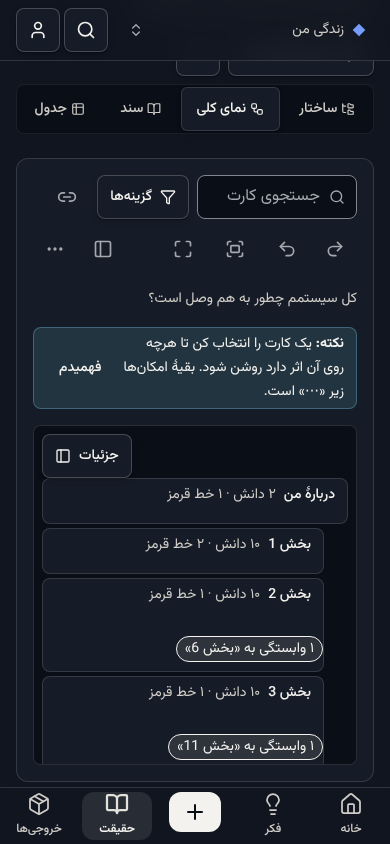 زندگی من
ساختار
نمای کلی
سند
جدول
جستجوی کارت
گزینه‌ها
کل سیستمم چطور به هم وصل است؟
نکته: یک کارت را انتخاب کن تا هرچه
روی آن اثر دارد روشن شود. بقیهٔ امکان‌ها
زیر «⋯» است.
فهمیدم
جزئیات
دربارهٔ من ۲ دانش · ۱ خط قرمز
بخش 1 ۱۰ دانش · ۲ خط قرمز
بخش 2 ۱۰ دانش · ۱ خط قرمز
۱ وابستگی به «بخش 6»
بخش 3 ۱۰ دانش · ۱ خط قرمز
۱ وابستگی به «بخش 11»
خانه
فکر
حقیقت
خروجی‌ها